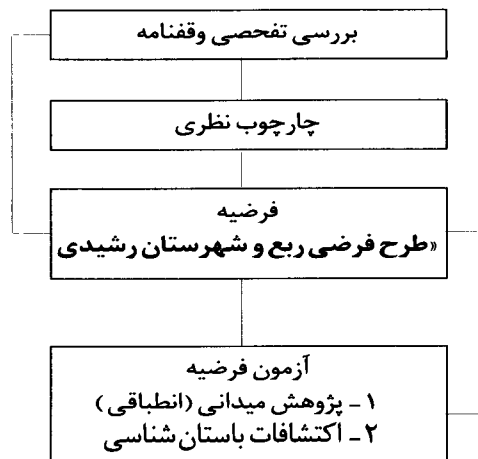 بررسی تفحصی وقفنامه
چارچوب نظری
فرضیه
«طرح فرضی ربع و شهرستان رشیدی
آزمون فرضیه
۱ ـ پژوهش میدانی (انطباقی)
۲ ـ اکتشافات باستان شناسی